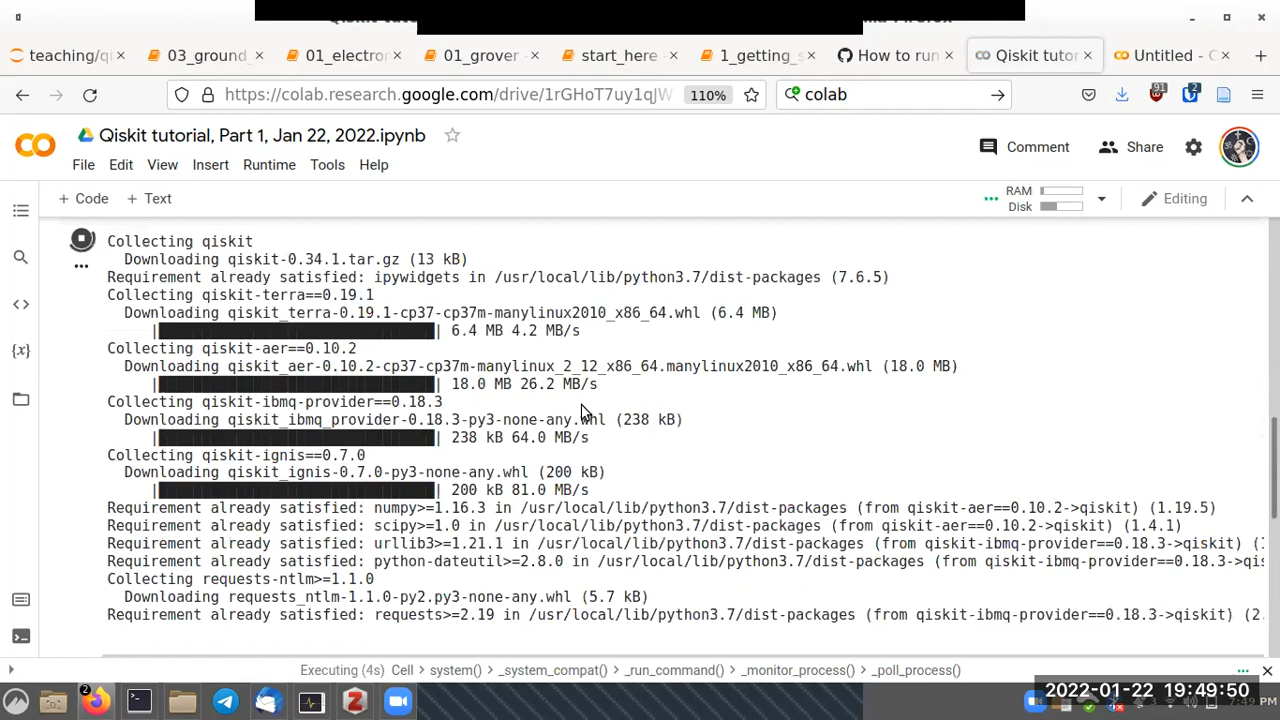 teaching/q
03_ground_
01_electron
01_grover -
start_here -
1_getting_s
How to run
Qiskit tutor
Untitled - C
https://colab.research.google.com/drive/1rGHoT7uy1qJW
110%
colab
91
2
Qiskit tutorial, Part 1, Jan 22, 2022.ipynb
Comment
Share
File Edit View Insert Runtime Tools Help
+ Code + Text
RAM
Disk
Editing
Collecting qiskit
Downloading qiskit-0.34.1.tar.gz (13 kB)
Requirement already satisfied: ipywidgets in /usr/local/lib/python3.7/dist-packages (7.6.5)
Collecting qiskit-terra==0.19.1
Downloading qiskit_terra-0.19.1-cp37-cp37m-manylinux2010_x86_64.whl (6.4 MB)
|████████████████████████████████| 6.4 MB 4.2 MB/s
Collecting qiskit-aer==0.10.2
Downloading qiskit_aer-0.10.2-cp37-cp37m-manylinux_2_12_x86_64.manylinux2010_x86_64.whl (18.0 MB)
|████████████████████████████████| 18.0 MB 26.2 MB/s
Collecting qiskit-ibmq-provider==0.18.3
Downloading qiskit_ibmq_provider-0.18.3-py3-none-any.whl (238 kB)
|████████████████████████████████| 238 kB 64.0 MB/s
Collecting qiskit-ignis==0.7.0
Downloading qiskit_ignis-0.7.0-py3-none-any.whl (200 kB)
|████████████████████████████████| 200 kB 81.0 MB/s
Requirement already satisfied: numpy>=1.16.3 in /usr/local/lib/python3.7/dist-packages (from qiskit-aer==0.10.2->qiskit) (1.19.5)
Requirement already satisfied: scipy>=1.0 in /usr/local/lib/python3.7/dist-packages (from qiskit-aer==0.10.2->qiskit) (1.4.1)
Requirement already satisfied: urllib3>=1.21.1 in /usr/local/lib/python3.7/dist-packages (from qiskit-ibmq-provider==0.18.3->qiskit) (1
Requirement already satisfied: python-dateutil>=2.8.0 in /usr/local/lib/python3.7/dist-packages (from qiskit-ibmq-provider==0.18.3->qis
Collecting requests-ntlm>=1.1.0
Downloading requests_ntlm-1.1.0-py2.py3-none-any.whl (5.7 kB)
Requirement already satisfied: requests>=2.19 in /usr/local/lib/python3.7/dist-packages (from qiskit-ibmq-provider==0.18.3->qiskit) (2.
Executing (4s) Cell system() _system_compat() _run_command() _monitor_process() _poll_process()
2
2022-01-22 19:49:50